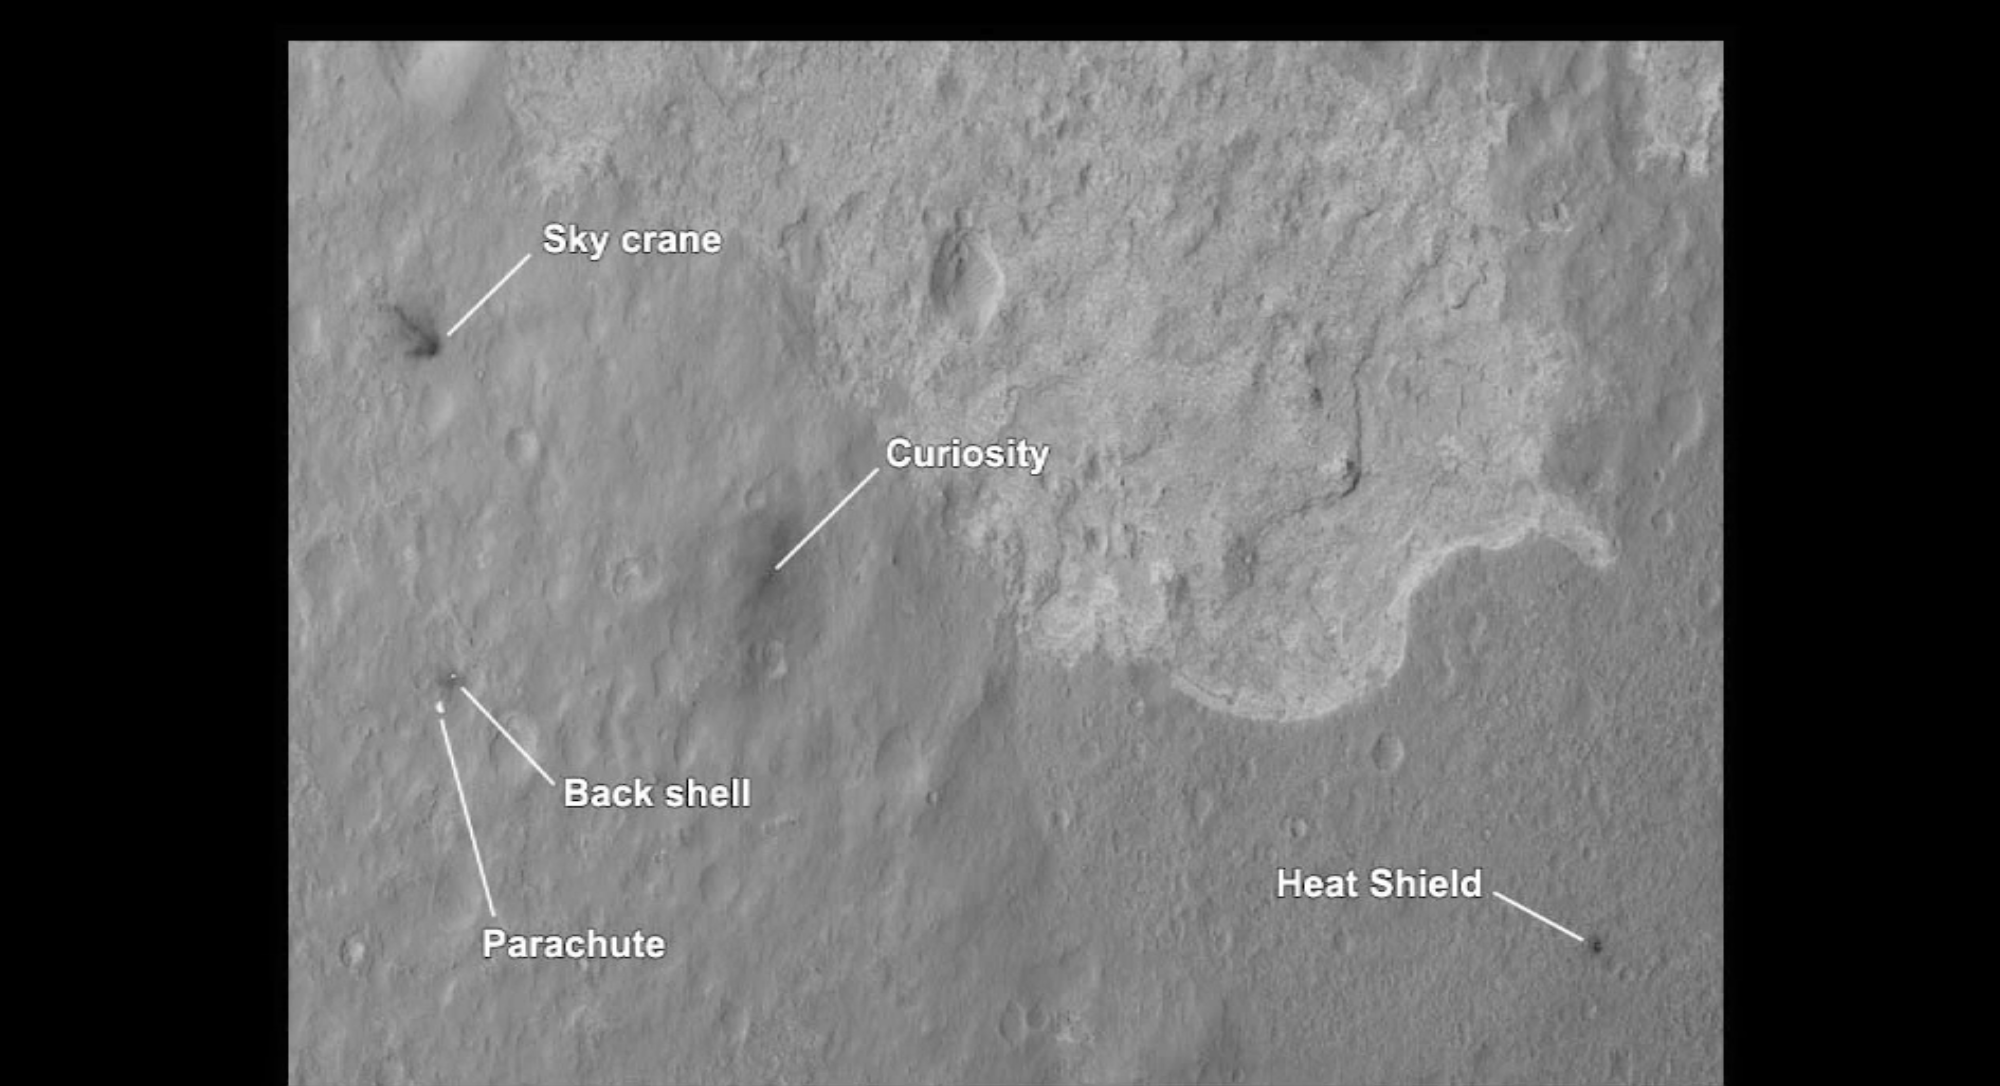 Sky crane
Curiosity
Back shell
Heat Shield
Parachute